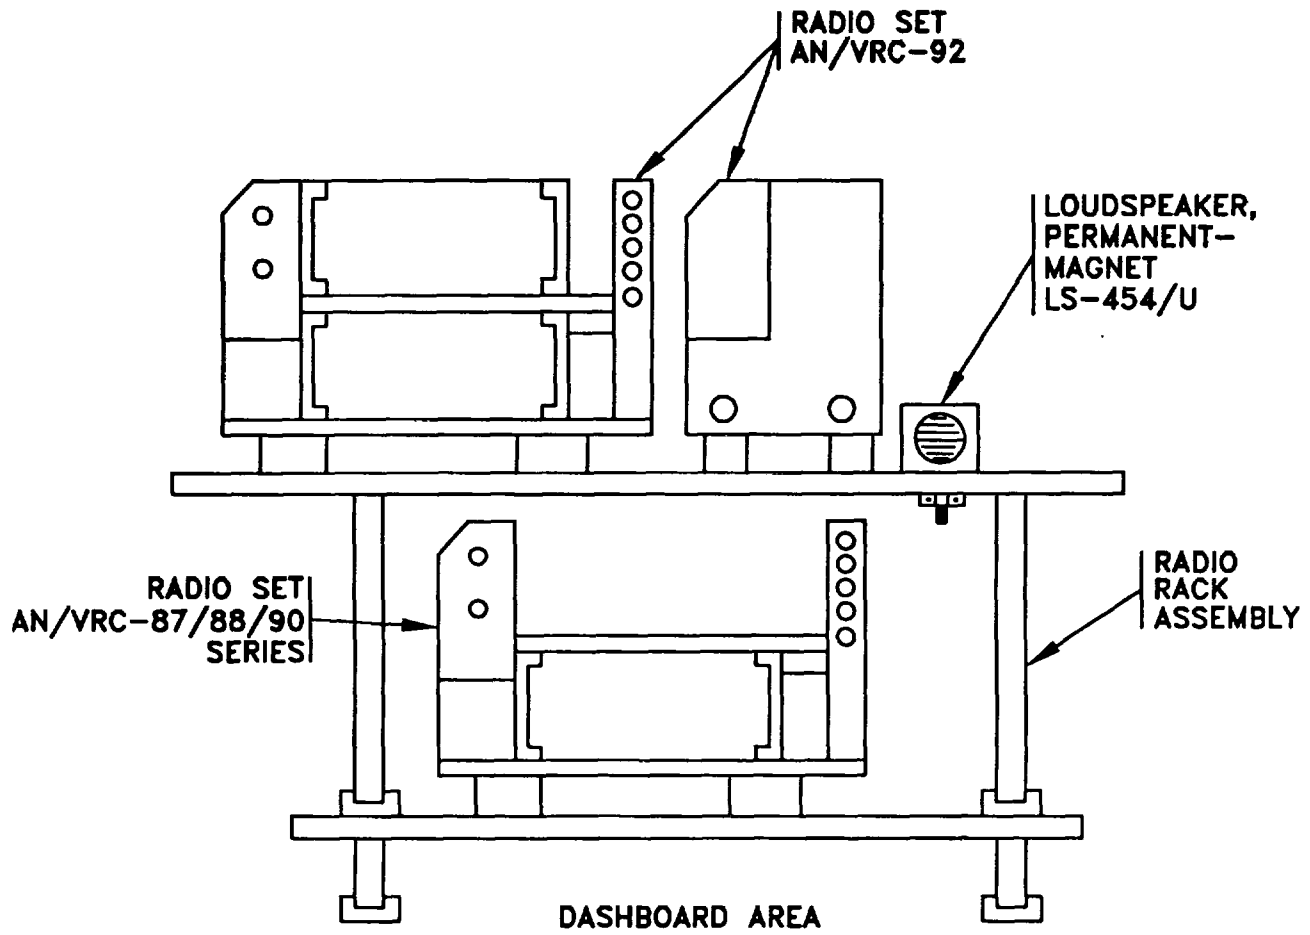 RADIO SET
AN/VRC-92
LOUDSPEAKER,
PERMANENT-
MAGNET
LS-454/U
RADIO SET
AN/VRC-87/88/90
SERIES
RADIO
RACK
ASSEMBLY
DASHBOARD AREA